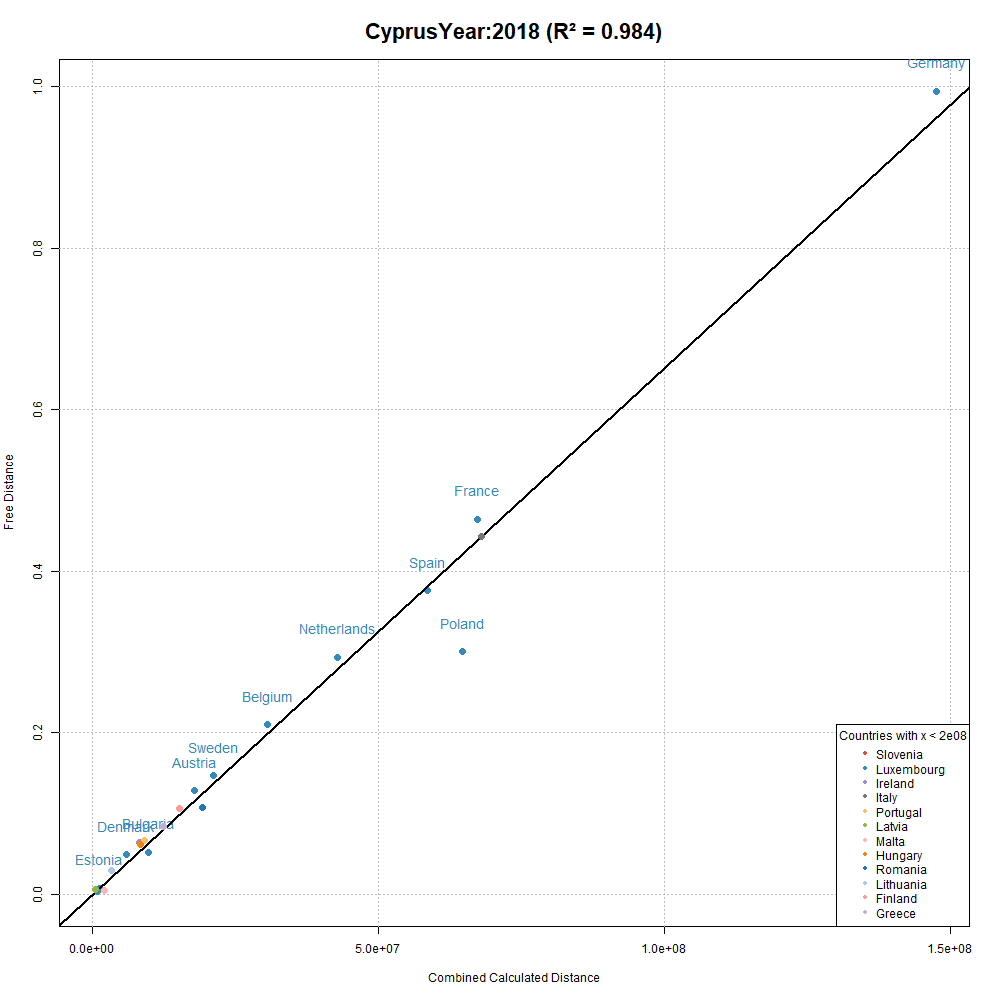 CyprusYear:2018 (R² = 0.984)
Germany
1.0
0.8
0.6
France
Free Distance
Spain
0.4
Poland
Netherlands
Belgium
0.2
Sweden
Austria
Denmark
Bulgaria
Estonia
0.0
Countries with x < 2e08
Slovenia
Luxembourg
Ireland
Italy
Portugal
Latvia
Malta
Hungary
Romania
Lithuania
Finland
Greece
0.0e+00
5.0e+07
1.0e+08
1.5e+08
Combined Calculated Distance